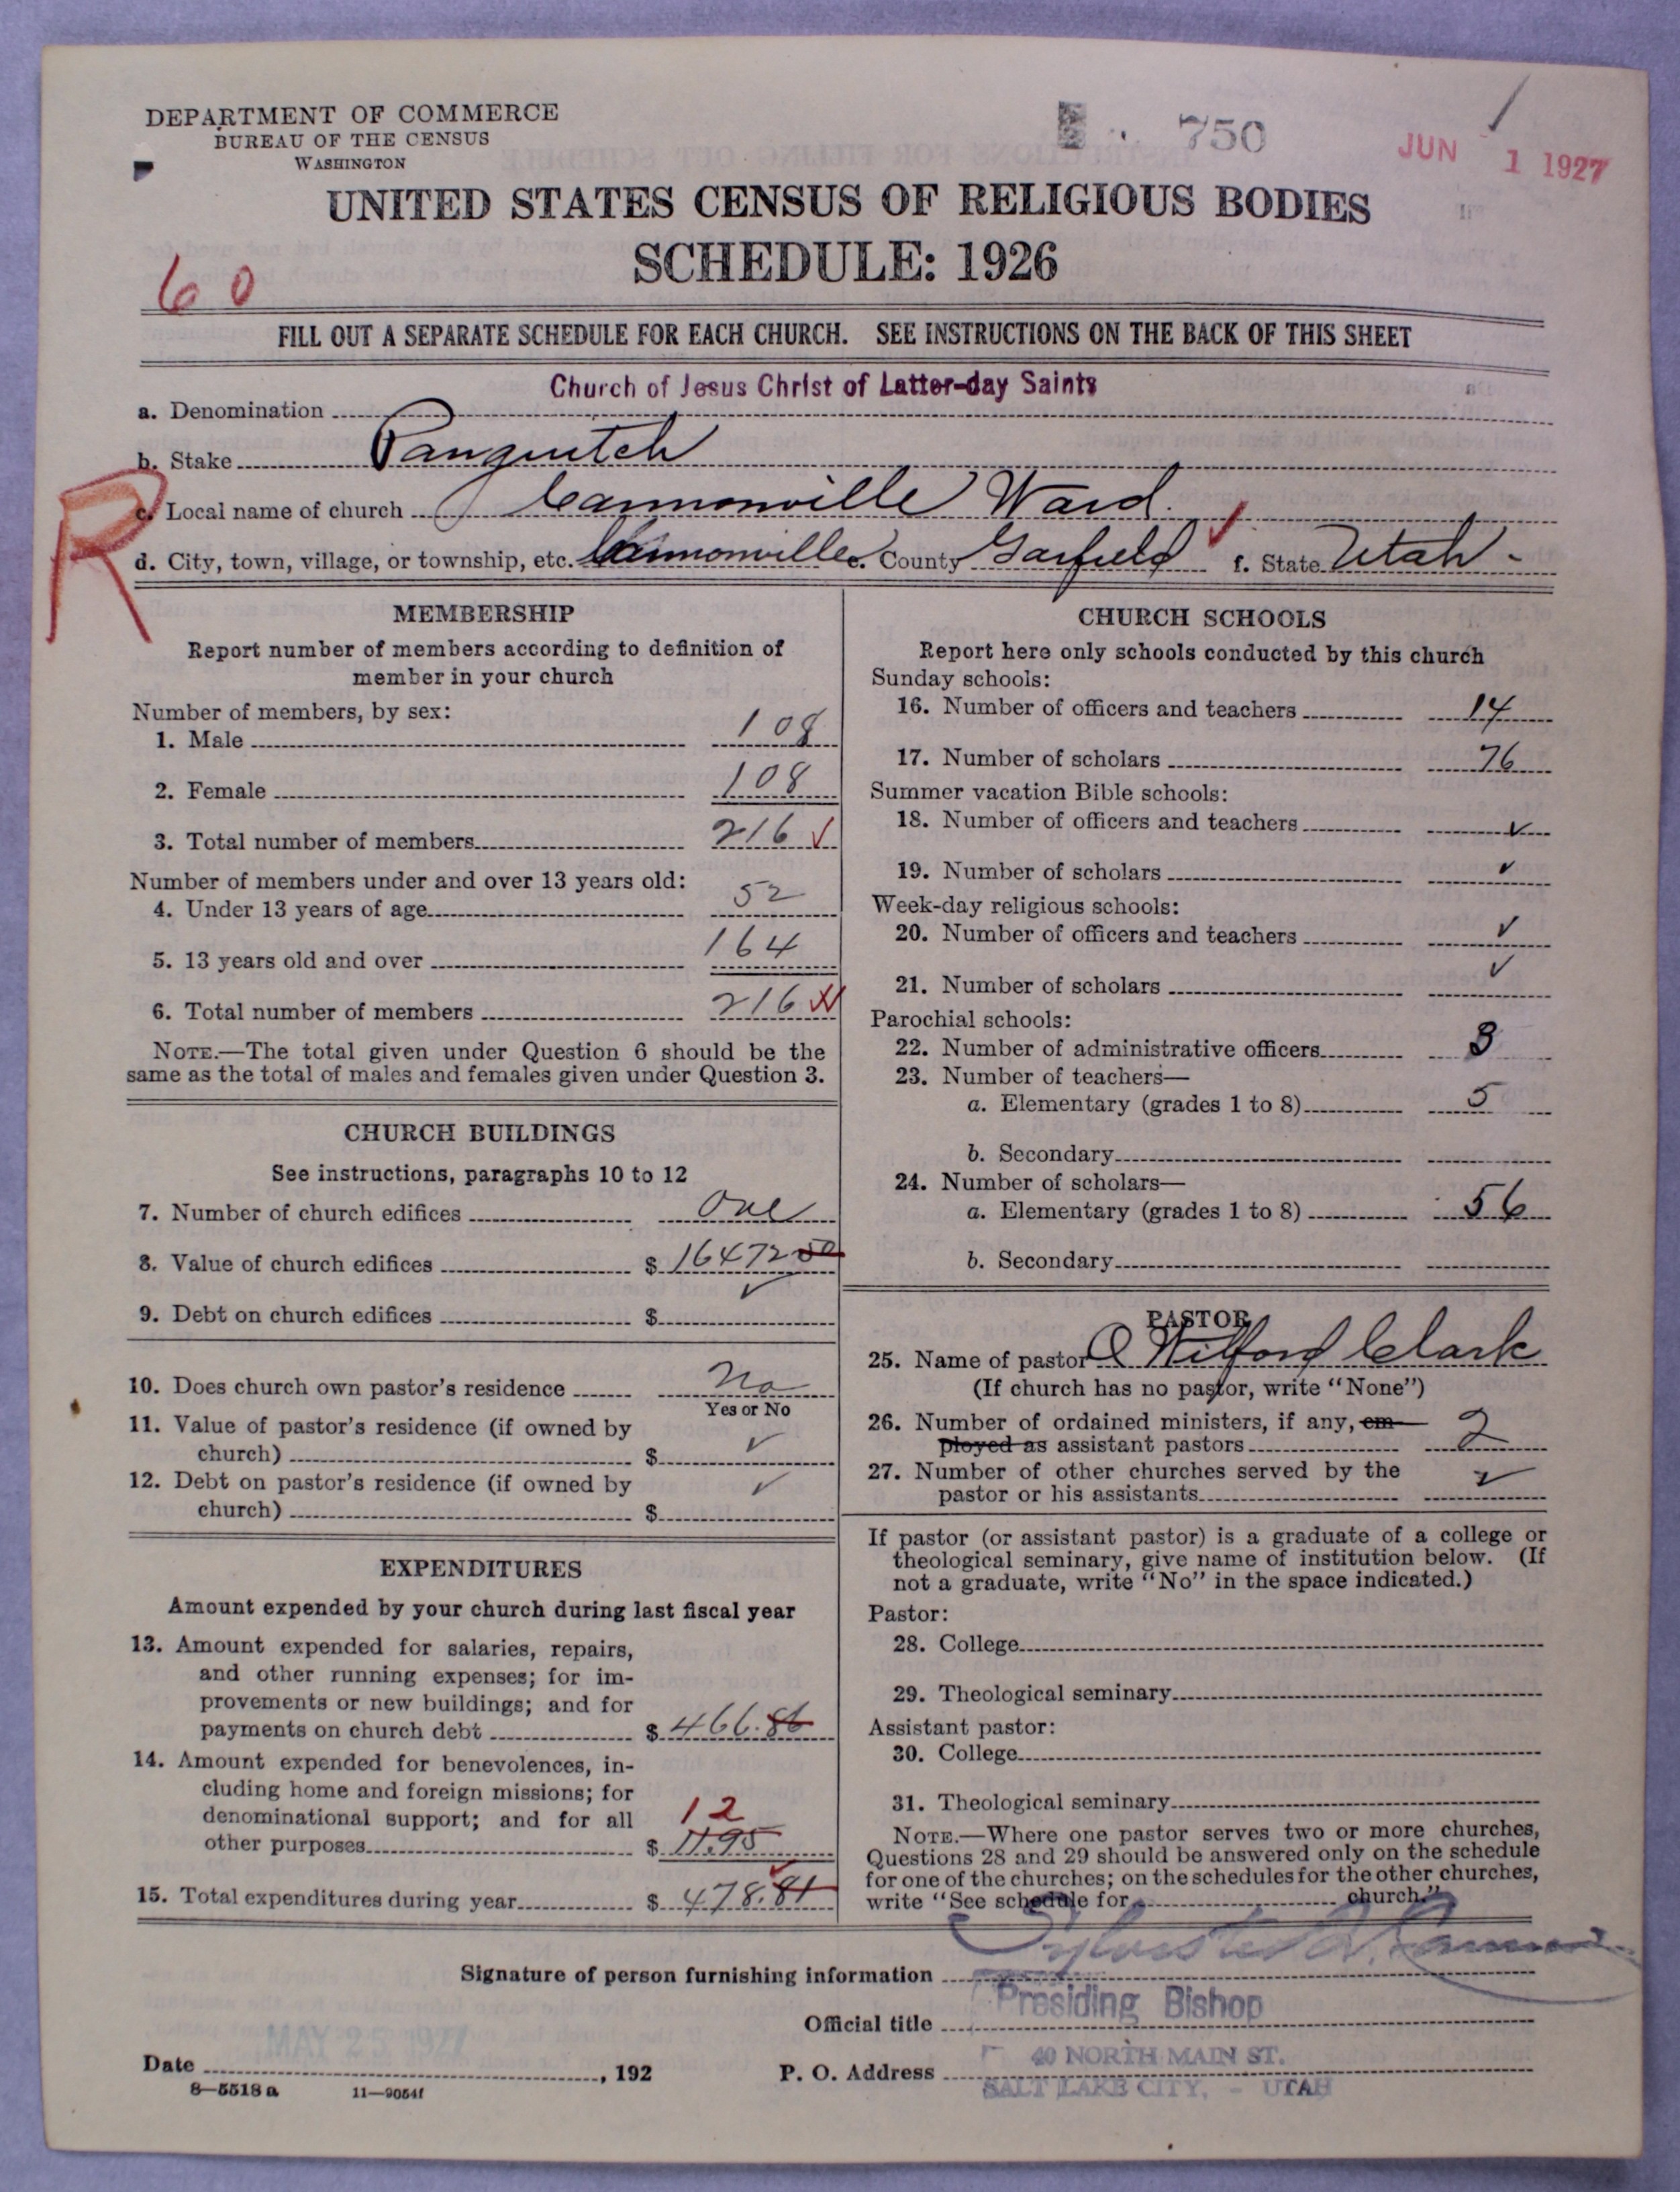 DEPARTMENT OF COMMERCE
BUREAU OF THE CENSUS
WASHINGTON
750
JUN 1 1927
UNITED STATES CENSUS OF RELIGIOUS BODIES
SCHEDULE: 1926
60
FILL OUT A SEPARATE SCHEDULE FOR EACH CHURCH. SEE INSTRUCTIONS ON THE BACK OF THIS SHEET
a. Denomination Church of Jesus Christ of Latter-day Saints
b. Stake Panguitch
R
c. Local name of church Cannonville Ward.
d. City, town, village, or township, etc. Cannonville e. County Garfield f. State Utah
MEMBERSHIP
Report number of members according to definition of
member in your church
Number of members, by sex:
1. Male 108
2. Female 108
3. Total number of members 216 ✓
Number of members under and over 13 years old:
4. Under 13 years of age 52
5. 13 years old and over 164
6. Total number of members 216
NOTE.—The total given under Question 6 should be the
same as the total of males and females given under Question 3.
CHURCH BUILDINGS
See instructions, paragraphs 10 to 12
7. Number of church edifices One
8. Value of church edifices $ 16472 50
9. Debt on church edifices $ ✓
10. Does church own pastor's residence No
Yes or No
11. Value of pastor's residence (if owned by
church) $ ✓
12. Debt on pastor's residence (if owned by
church) $ ✓
EXPENDITURES
Amount expended by your church during last fiscal year
13. Amount expended for salaries, repairs,
and other running expenses; for im-
provements or new buildings; and for
payments on church debt $ 466.86
14. Amount expended for benevolences, in-
cluding home and foreign missions; for
denominational support; and for all
12
other purposes $ 11.95
15. Total expenditures during year $ 478.81
CHURCH SCHOOLS
Report here only schools conducted by this church
Sunday schools:
16. Number of officers and teachers 14
17. Number of scholars 76
Summer vacation Bible schools:
18. Number of officers and teachers ✓
19. Number of scholars ✓
Week-day religious schools:
20. Number of officers and teachers ✓
21. Number of scholars ✓
Parochial schools:
22. Number of administrative officers 3
23. Number of teachers—
a. Elementary (grades 1 to 8) 5
b. Secondary
24. Number of scholars—
a. Elementary (grades 1 to 8) 56
b. Secondary
PASTOR
25. Name of pastor O Wilford Clark
(If church has no pastor, write "None")
26. Number of ordained ministers, if any, em-
ployed as assistant pastors 2
27. Number of other churches served by the
pastor or his assistants ✓
If pastor (or assistant pastor) is a graduate of a college or
theological seminary, give name of institution below. (If
not a graduate, write "No" in the space indicated.)
Pastor:
28. College
29. Theological seminary
Assistant pastor:
30. College
31. Theological seminary
NOTE.—Where one pastor serves two or more churches,
Questions 28 and 29 should be answered only on the schedule
for one of the churches; on the schedules for the other churches,
write "See schedule for church."
Signature of person furnishing information Sylvester Q. Cannon
Official title Presiding Bishop
MAY 25 1927
Date , 192
P. O. Address 40 NORTH MAIN ST.
SALT LAKE CITY, - UTAH
8—5518 a 11—9054f